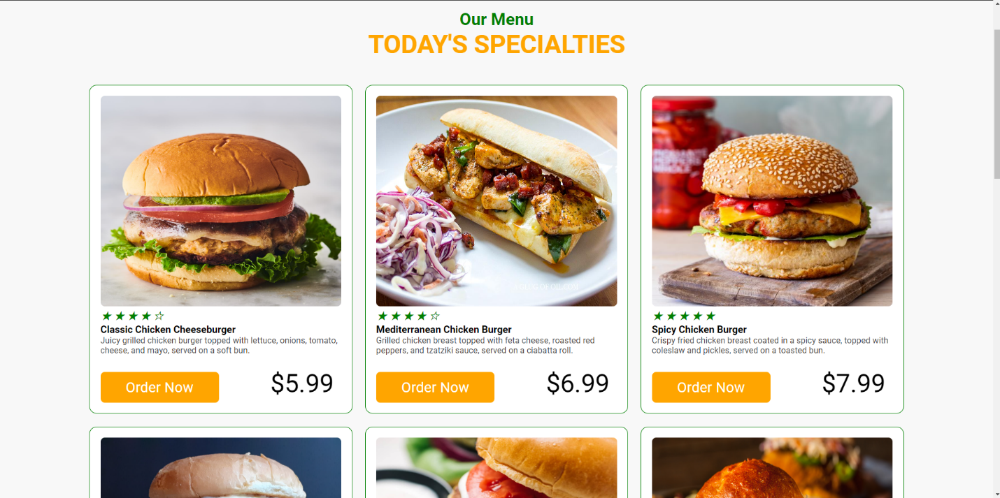 Our Menu
TODAY'S SPECIALTIES
★ ★ ★ ★ ☆
Classic Chicken Cheeseburger
Juicy grilled chicken burger topped with lettuce, onions, tomato,
cheese, and mayo, served on a soft bun.
Order Now
$5.99
★ ★ ★ ★ ☆
Mediterranean Chicken Burger
Grilled chicken breast topped with feta cheese, roasted red
peppers, and tzatziki sauce, served on a ciabatta roll.
Order Now
$6.99
★ ★ ★ ★ ★
Spicy Chicken Burger
Crispy fried chicken breast coated in a spicy sauce, topped with
coleslaw and pickles, served on a toasted bun.
Order Now
$7.99